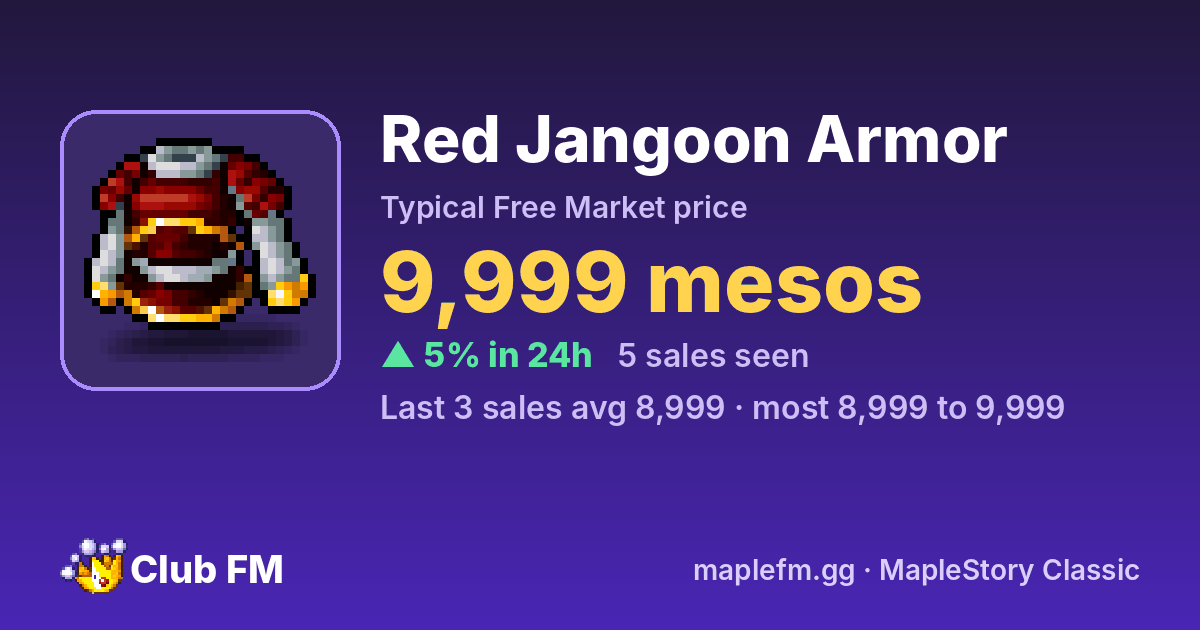 Red Jangoon Armor
Typical Free Market price
9,999 mesos
▲ 5% in 24h 5 sales seen
Last 3 sales avg 8,999 · most 8,999 to 9,999
Club FM
maplefm.gg · MapleStory Classic